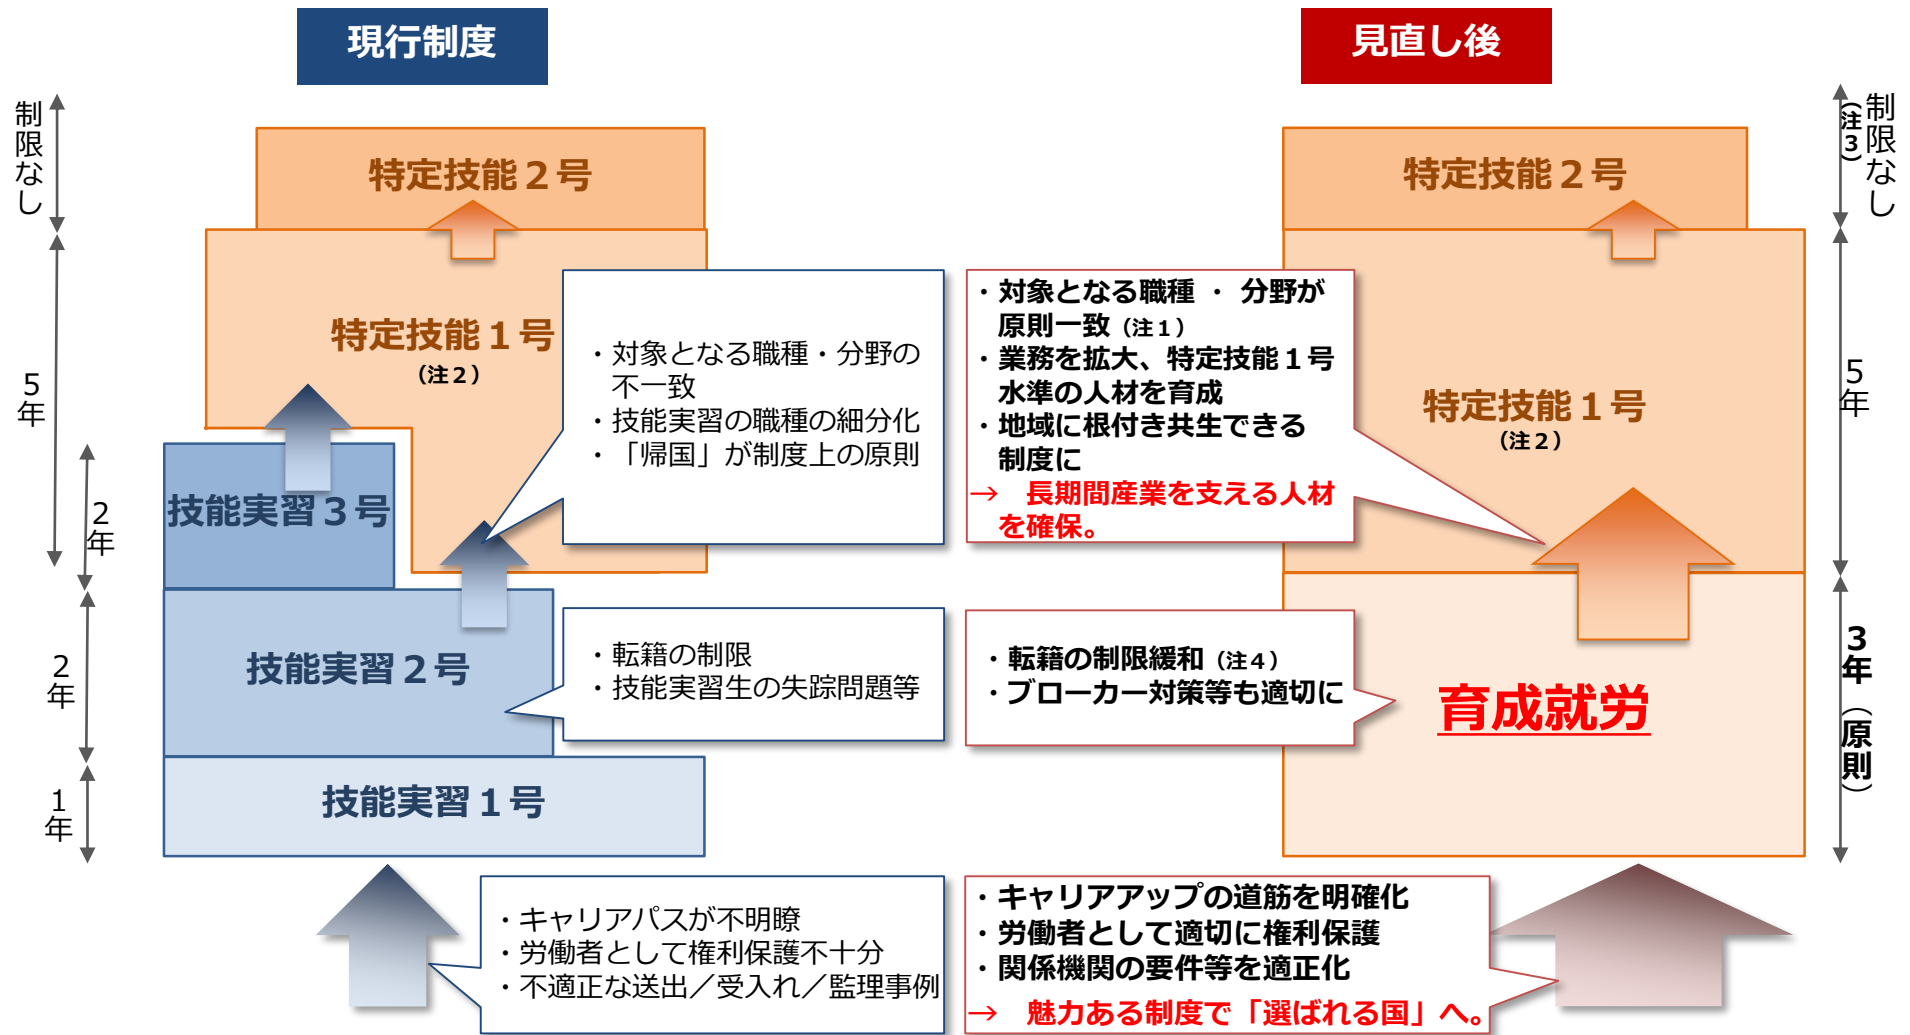 現行制度
見直し後
制限なし
5年
2年
2年
1年
特定技能２号
特定技能１号
（注２）
技能実習３号
技能実習２号
技能実習１号
・対象となる職種・分野の
不一致
・技能実習の職種の細分化
・「帰国」が制度上の原則
・転籍の制限
・技能実習生の失踪問題等
・キャリアパスが不明瞭
・労働者として権利保護不十分
・不適正な送出／受入れ／監理事例
・対象となる職種 ・ 分野が
原則一致（注１）
・業務を拡大、特定技能１号
水準の人材を育成
・地域に根付き共生できる
制度に
→ 長期間産業を支える人材
を確保。
・転籍の制限緩和（注４）
・ブローカー対策等も適切に
・キャリアアップの道筋を明確化
・労働者として適切に権利保護
・関係機関の要件等を適正化
→ 魅力ある制度で「選ばれる国」へ。
特定技能２号
特定技能１号
（注２）
育成就労
制限なし
（注３）
5年
3年（原則）